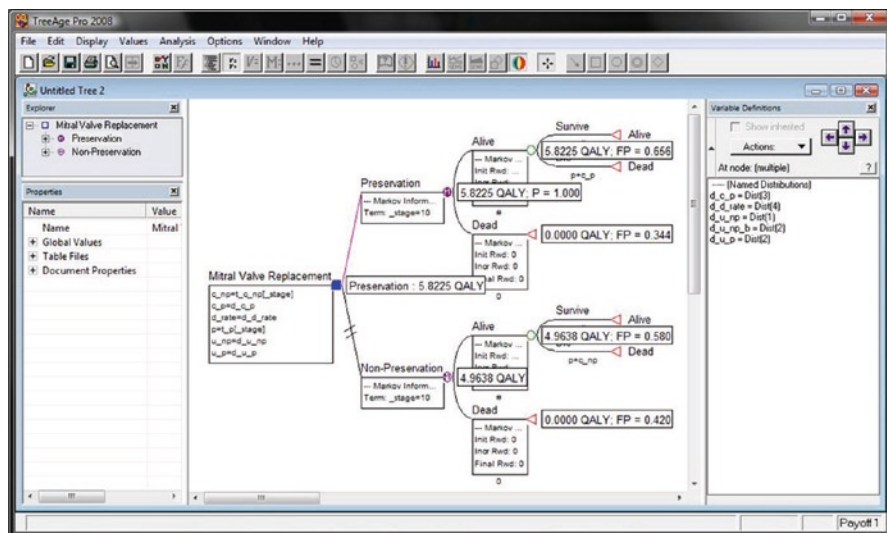 TreeAge Pro 2008
File Edit Display Values Analysis Options Window Help
Untitled Tree 2
Explorer
Mitral Valve Replacement
Preservation
Non-Preservation
Properties
Name Value
Name Mitral
Global Values
Table Files
Document Properties
Mitral Valve Replacement
c_np=t_c_np[_stage]
c_p=d_c_p
d_rate=d_d_rate
p=t_p[_stage]
u_np=d_u_np
u_p=d_u_p
Preservation : 5.8225 QALY
Preservation
--- Markov Inform...
Term: _stage=10
5.8225 QALY; P = 1.000
Alive
--- Markov ...
Init Rwd: ...
#
Survive
Alive
5.8225 QALY; FP = 0.656
Dead
p=c_p
Dead
--- Markov ...
Init Rwd: 0
Incr Rwd: 0
Final Rwd: 0
0
0.0000 QALY; FP = 0.344
Non-Preservation
--- Markov Inform...
Term: _stage=10
4.9638 QALY
Alive
--- Markov ...
Init Rwd: ...
#
Survive
Alive
4.9638 QALY; FP = 0.580
Dead
p=c_np
Dead
--- Markov ...
Init Rwd: 0
Incr Rwd: 0
Final Rwd: 0
0
0.0000 QALY; FP = 0.420
Variable Definitions
Show inherited
Actions:
At node: (multiple)
?
---- {Named Distributions}
d_c_p = Dist(3)
d_d_rate = Dist(4)
d_u_np = Dist(1)
d_u_np_b = Dist(2)
d_u_p = Dist(2)
Payoff 1